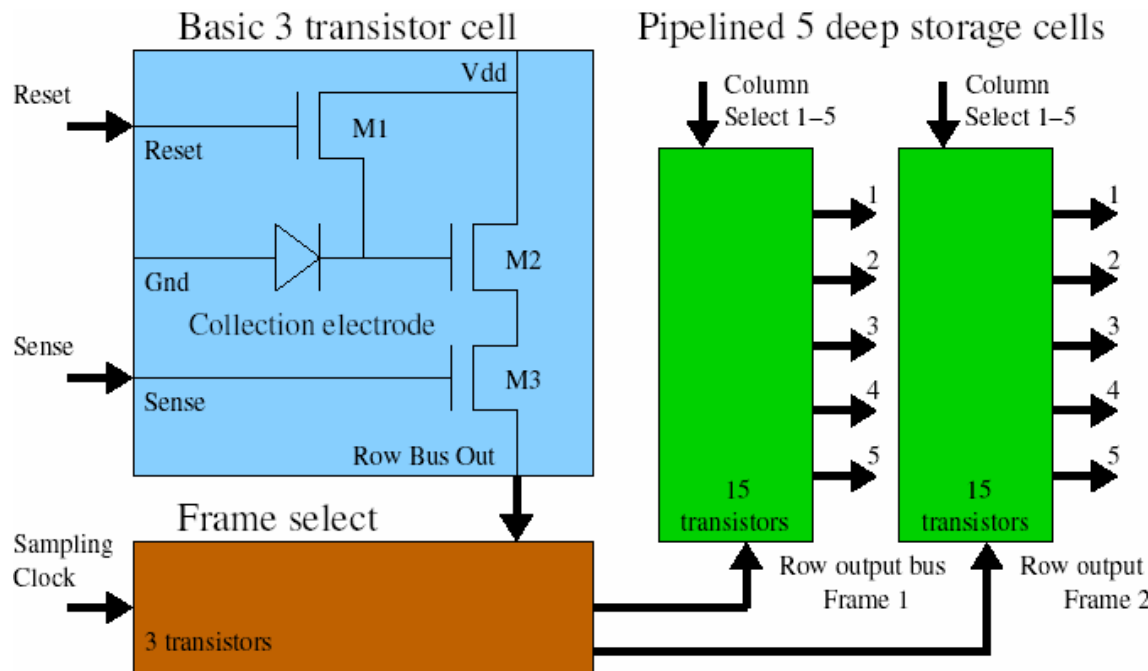 Basic 3 transistor cell
Pipelined 5 deep storage cells
Vdd
Reset
M1
Reset
Gnd
M2
Collection electrode
Sense
M3
Sense
Row Bus Out
Frame select
Sampling
Clock
3 transistors
Column
Select 1–5
1
2
3
4
5
15
transistors
Row output bus
Frame 1
Column
Select 1–5
1
2
3
4
5
15
transistors
Row output
Frame 2